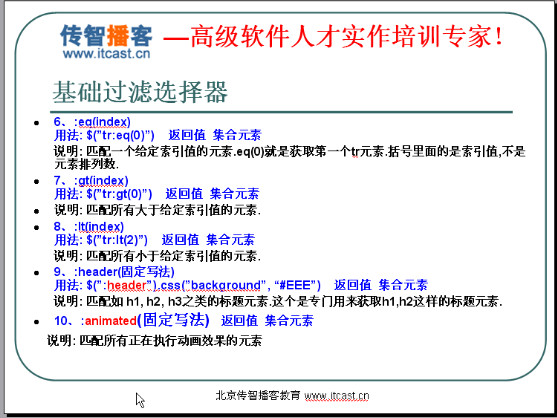 传智播客 —高级软件人才实作培训专家!
www.itcast.cn
基础过滤选择器
6、:eq(index)
用法: $("tr:eq(0)") 返回值 集合元素
说明: 匹配一个给定索引值的元素.eq(0)就是获取第一个tr元素.括号里面的是索引值,不是
元素排列数.
7、:gt(index)
用法: $("tr:gt(0)") 返回值 集合元素
说明: 匹配所有大于给定索引值的元素.
8、:lt(index)
用法: $("tr:lt(2)") 返回值 集合元素
说明: 匹配所有小于给定索引值的元素.
9、:header(固定写法)
用法: $(":header").css("background", "#EEE") 返回值 集合元素
说明: 匹配如 h1, h2, h3之类的标题元素.这个是专门用来获取h1,h2这样的标题元素.
10、:animated(固定写法) 返回值 集合元素
说明: 匹配所有正在执行动画效果的元素
北京传智播客教育 www.itcast.cn